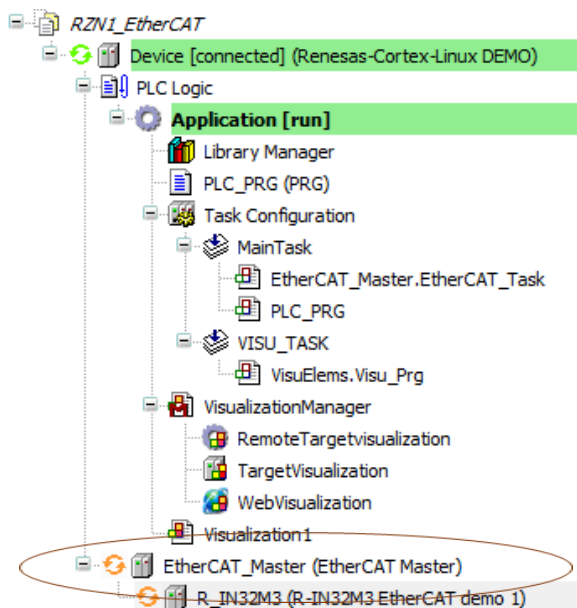 RZN1_EtherCAT
Device [connected] (Renesas-Cortex-Linux DEMO)
PLC Logic
Application [run]
Library Manager
PLC_PRG (PRG)
Task Configuration
MainTask
EtherCAT_Master.EtherCAT_Task
PLC_PRG
VISU_TASK
VisuElems.Visu_Prg
VisualizationManager
RemoteTargetvisualization
TargetVisualization
WebVisualization
Visualization1
EtherCAT_Master (EtherCAT Master)
R_IN32M3 (R-IN32M3 EtherCAT demo 1)